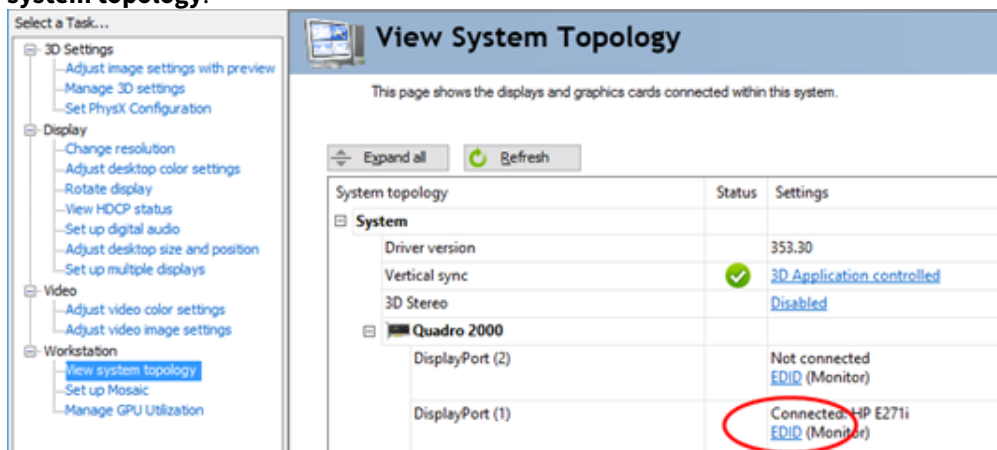 system topology.
Select a Task...
3D Settings
Adjust image settings with preview
Manage 3D settings
Set PhysX Configuration
Display
Change resolution
Adjust desktop color settings
Rotate display
View HDCP status
Set up digital audio
Adjust desktop size and position
Set up multiple displays
Video
Adjust video color settings
Adjust video image settings
Workstation
View system topology
Set up Mosaic
Manage GPU Utilization
View System Topology
This page shows the displays and graphics cards connected within this system.
Expand all Refresh
System topology Status Settings
System
Driver version 353.30
Vertical sync 3D Application controlled
3D Stereo Disabled
Quadro 2000
DisplayPort (2) Not connected
EDID (Monitor)
DisplayPort (1) Connected: HP E271i
EDID (Monitor)